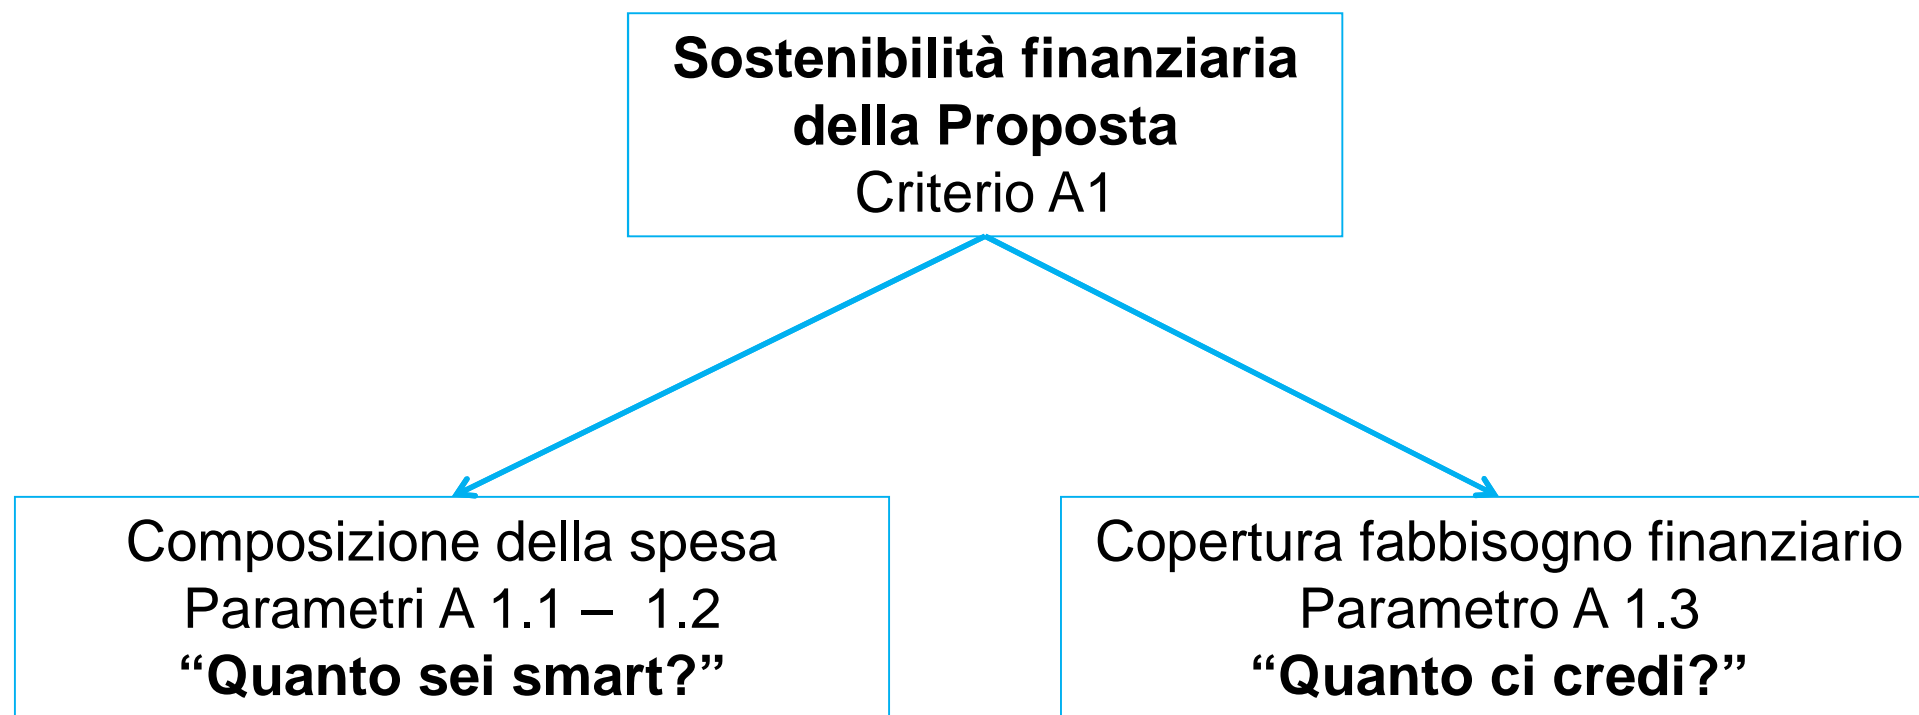 Sostenibilità finanziaria
della Proposta
Criterio A1
Composizione della spesa
Parametri A 1.1 – 1.2
“Quanto sei smart?”
Copertura fabbisogno finanziario
Parametro A 1.3
“Quanto ci credi?”